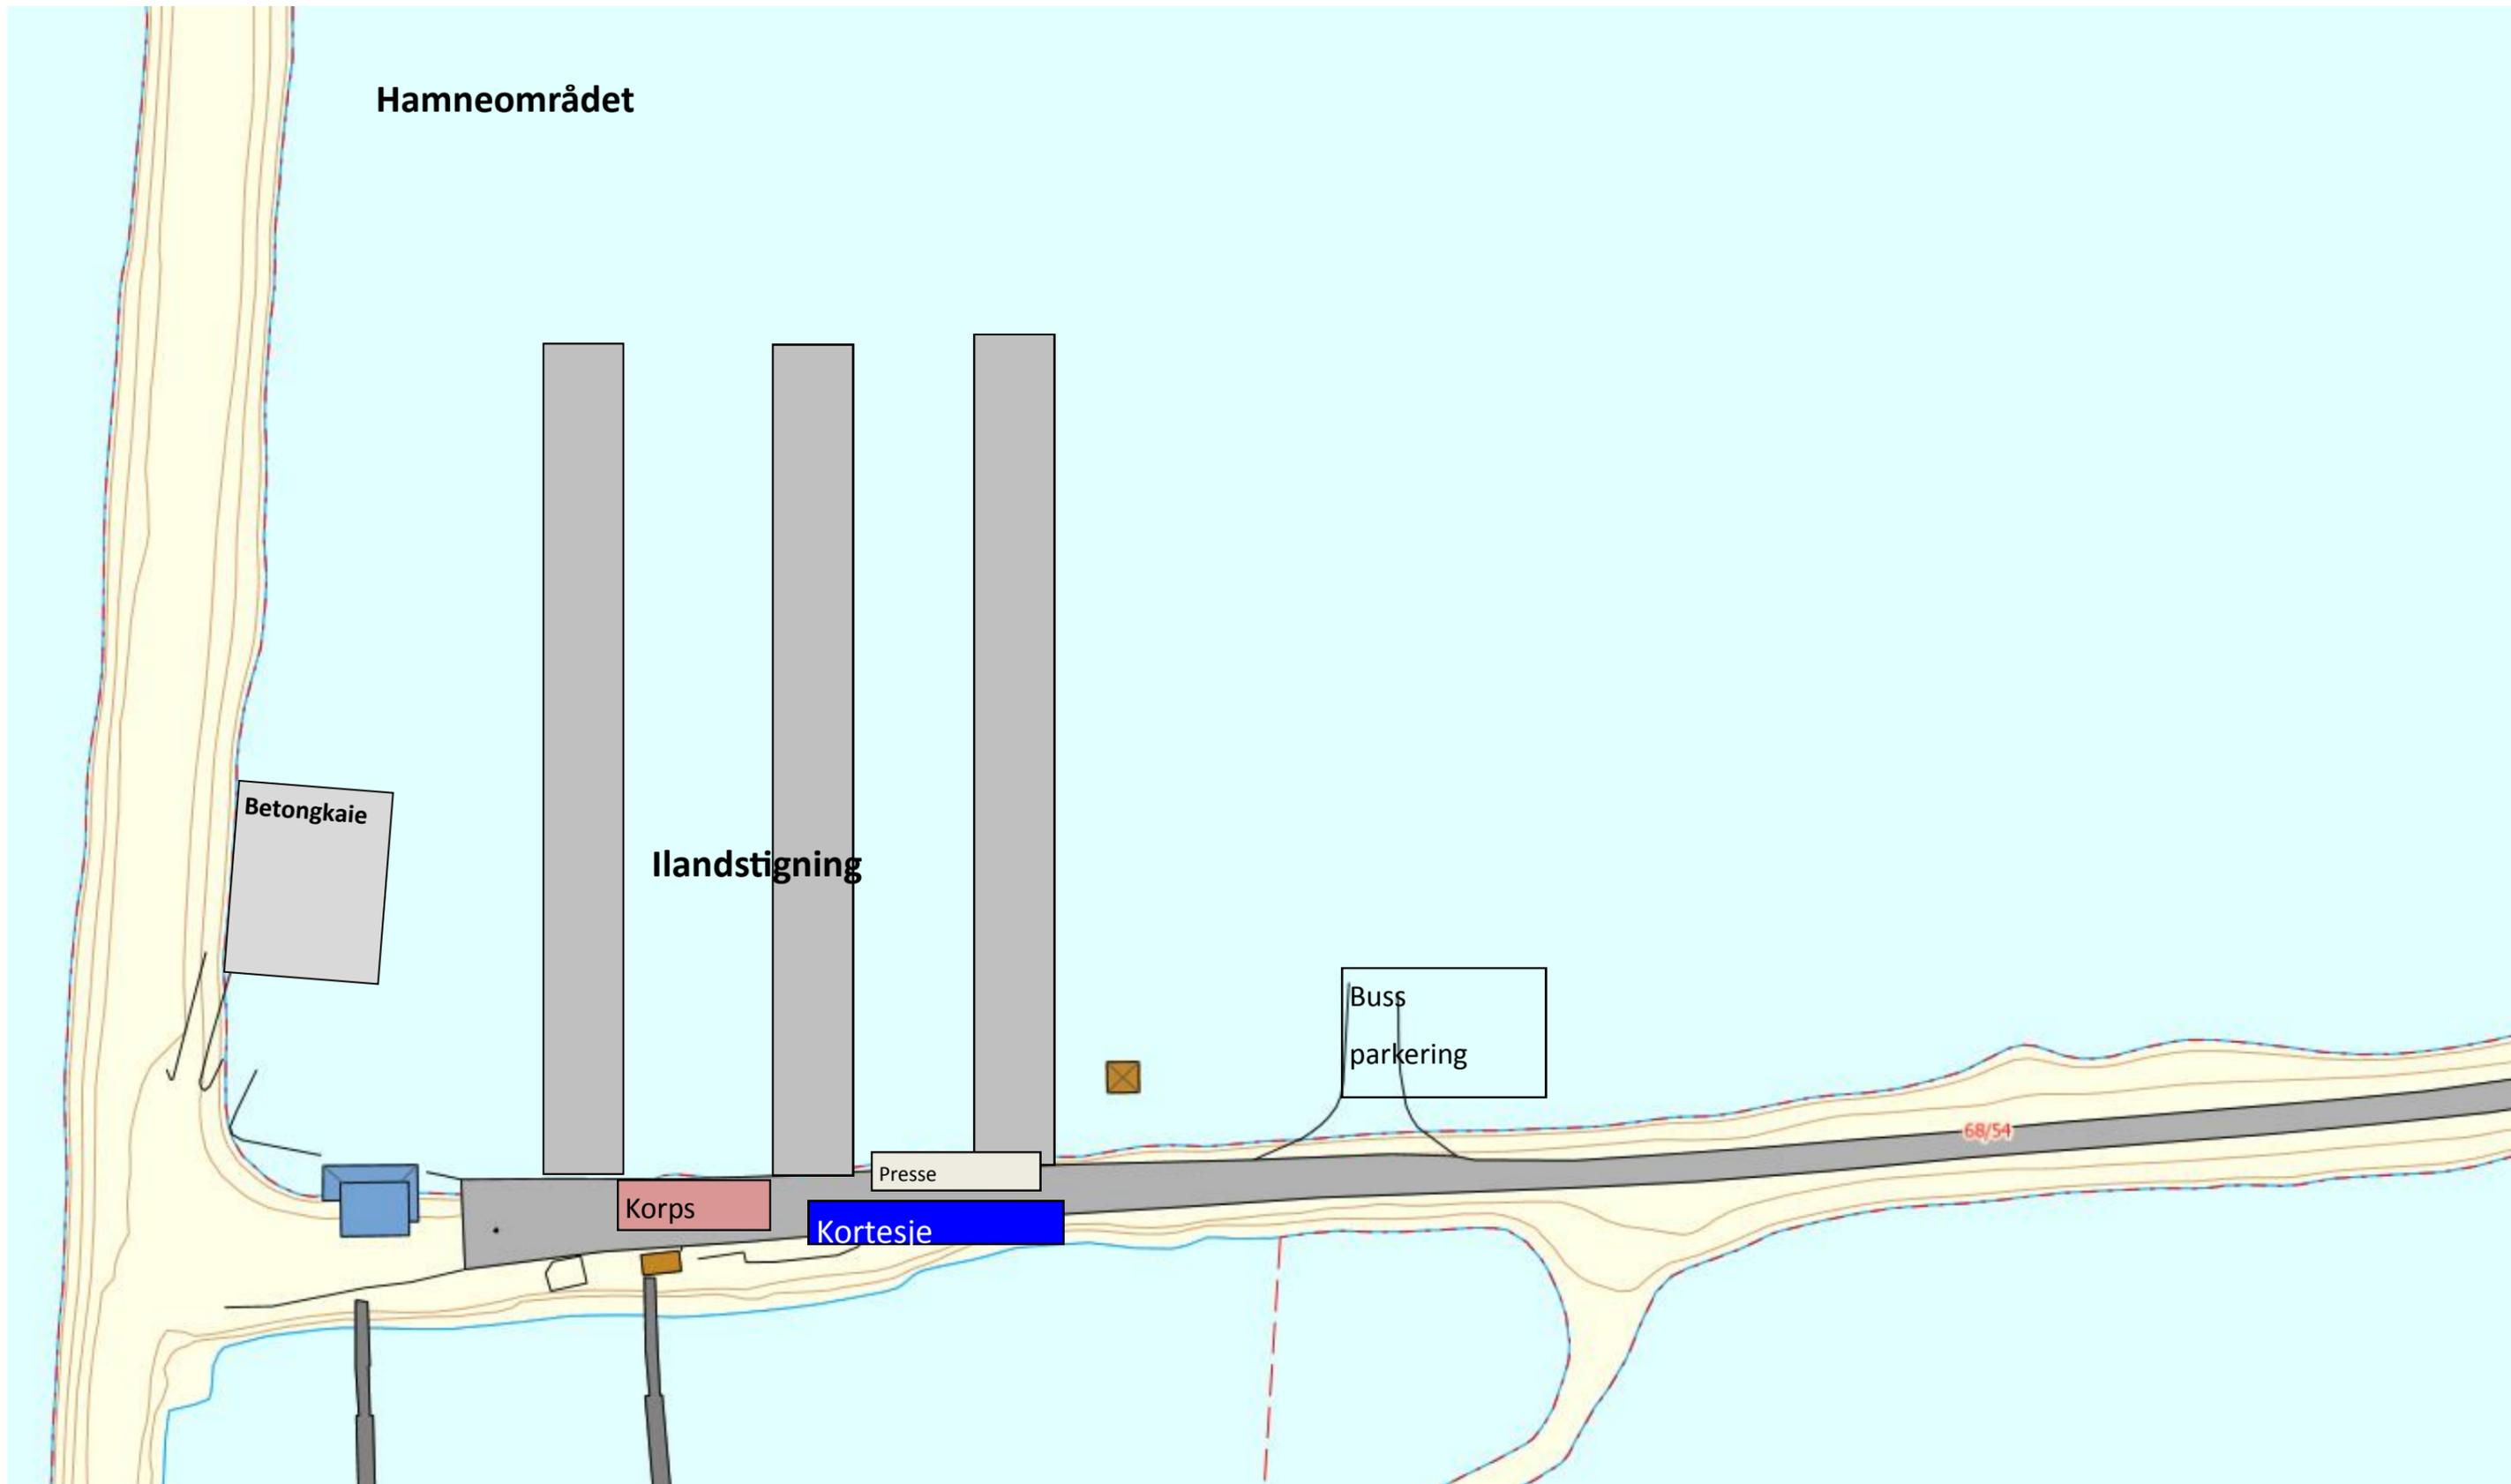 Hamneområdet
Betongkaie
Ilandstigning
Buss
parkering
68/54
Presse
Korps
Kortesje